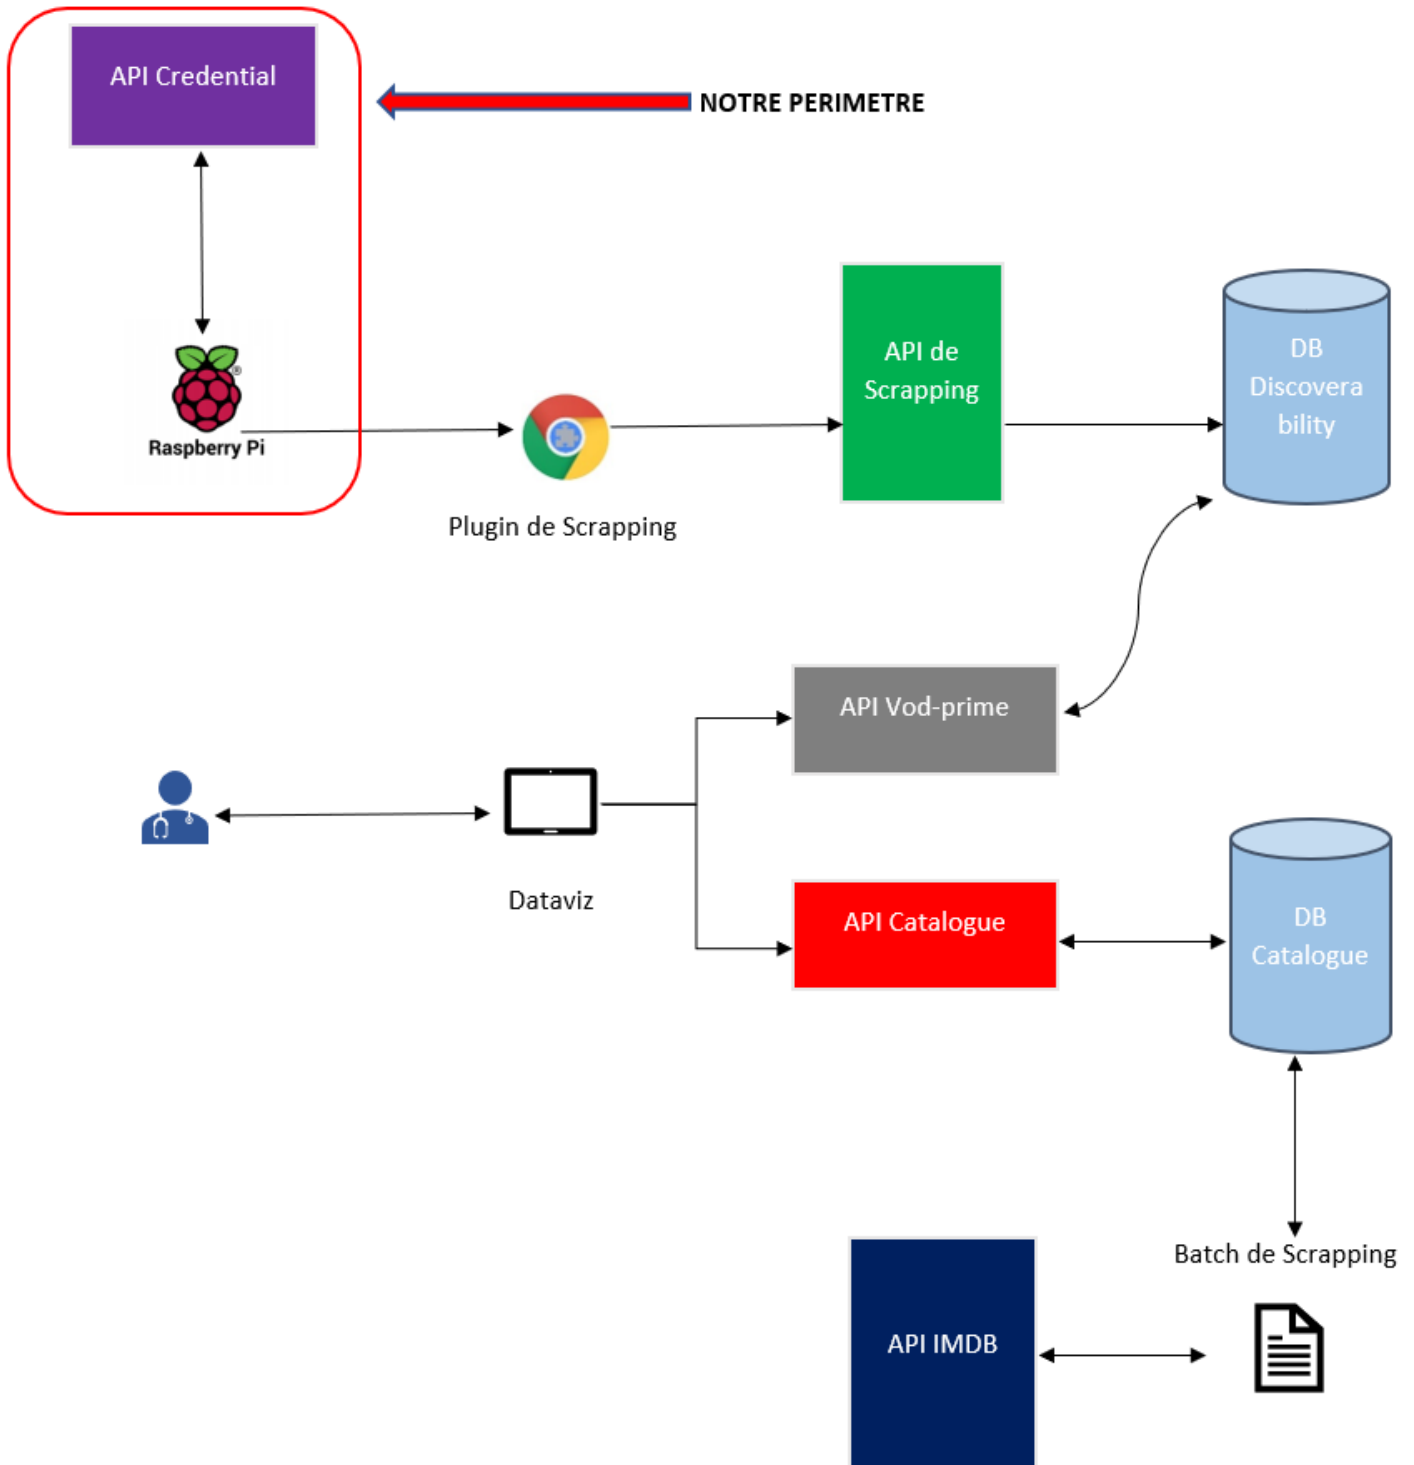 API Credential
NOTRE PERIMETRE
API de
Scrapping
DB
Discovera
bility
®
Raspberry Pi
Plugin de Scrapping
API Vod-prime
Dataviz
API Catalogue
DB
Catalogue
Batch de Scrapping
API IMDB